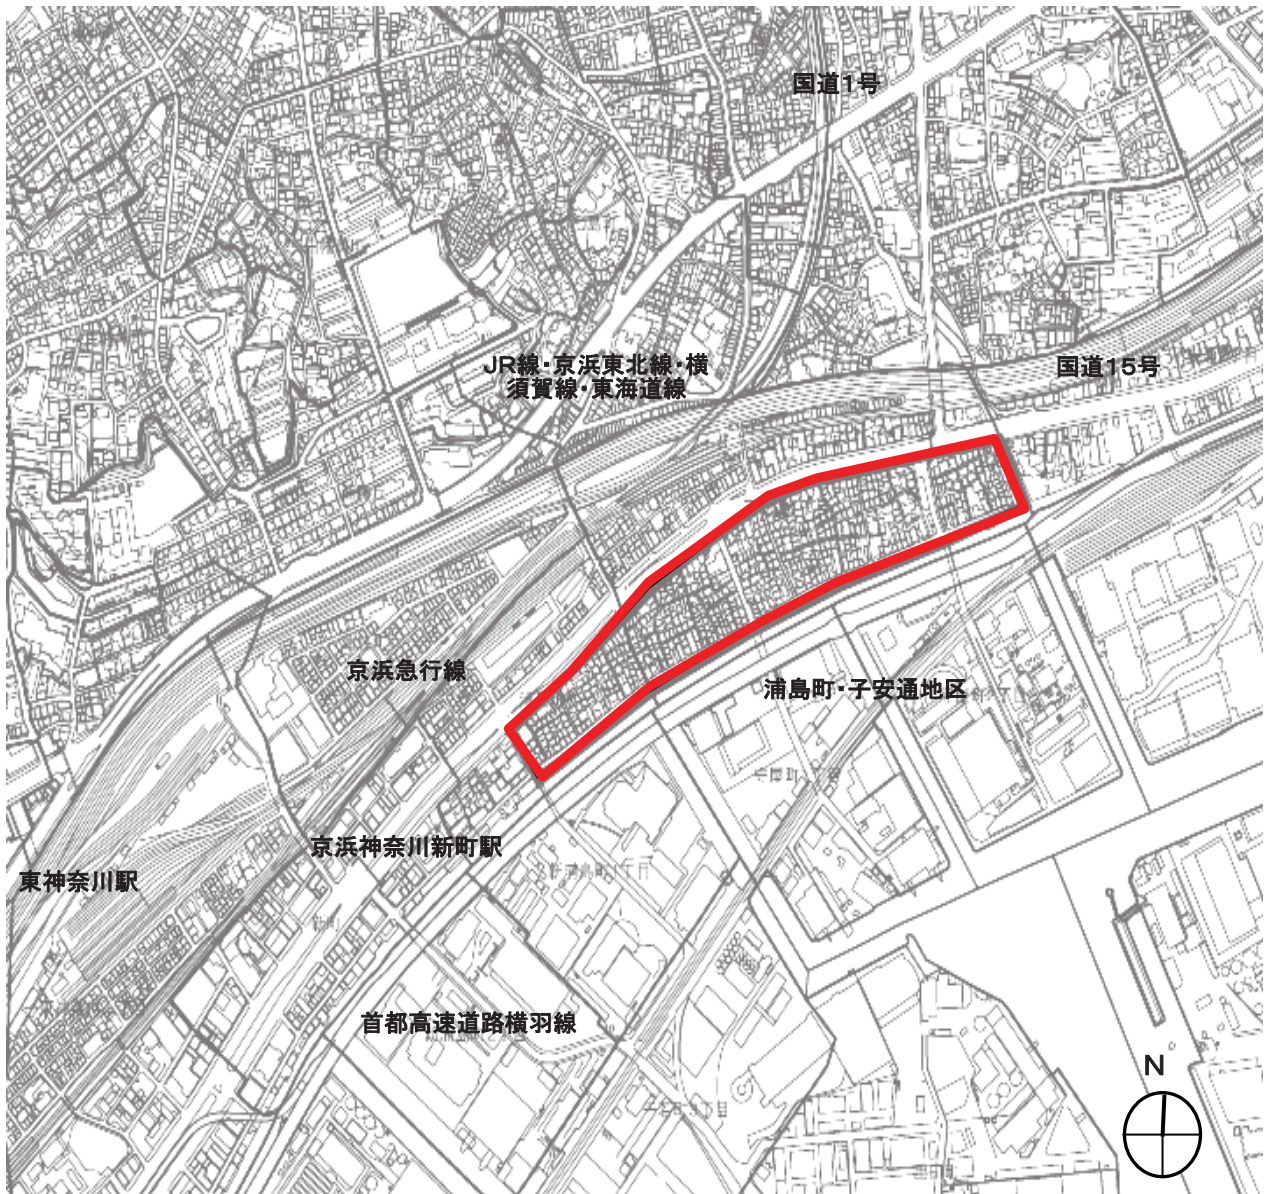 国道1号
JR線・京浜東北線・横
須賀線・東海道線
国道15号
京浜急行線
浦島町・子安通地区
京浜神奈川新町駅
東神奈川駅
首都高速道路横羽線
N